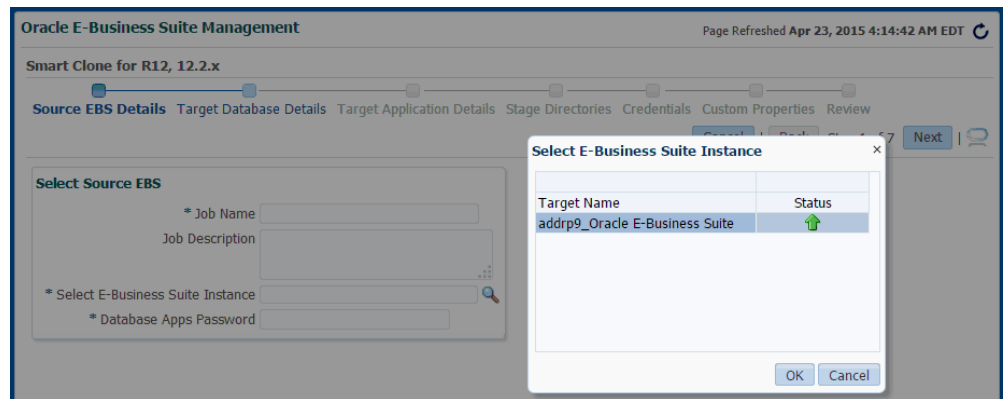 Oracle E-Business Suite Management
Page Refreshed Apr 23, 2015 4:14:42 AM EDT
Smart Clone for R12, 12.2.x
Source EBS Details Target Database Details Target Application Details Stage Directories Credentials Custom Properties Review
7 Next |
Select Source EBS
* Job Name
Job Description
* Select E-Business Suite Instance
* Database Apps Password
Select E-Business Suite Instance ×
Target Name Status
addrp9_Oracle E-Business Suite
OK Cancel